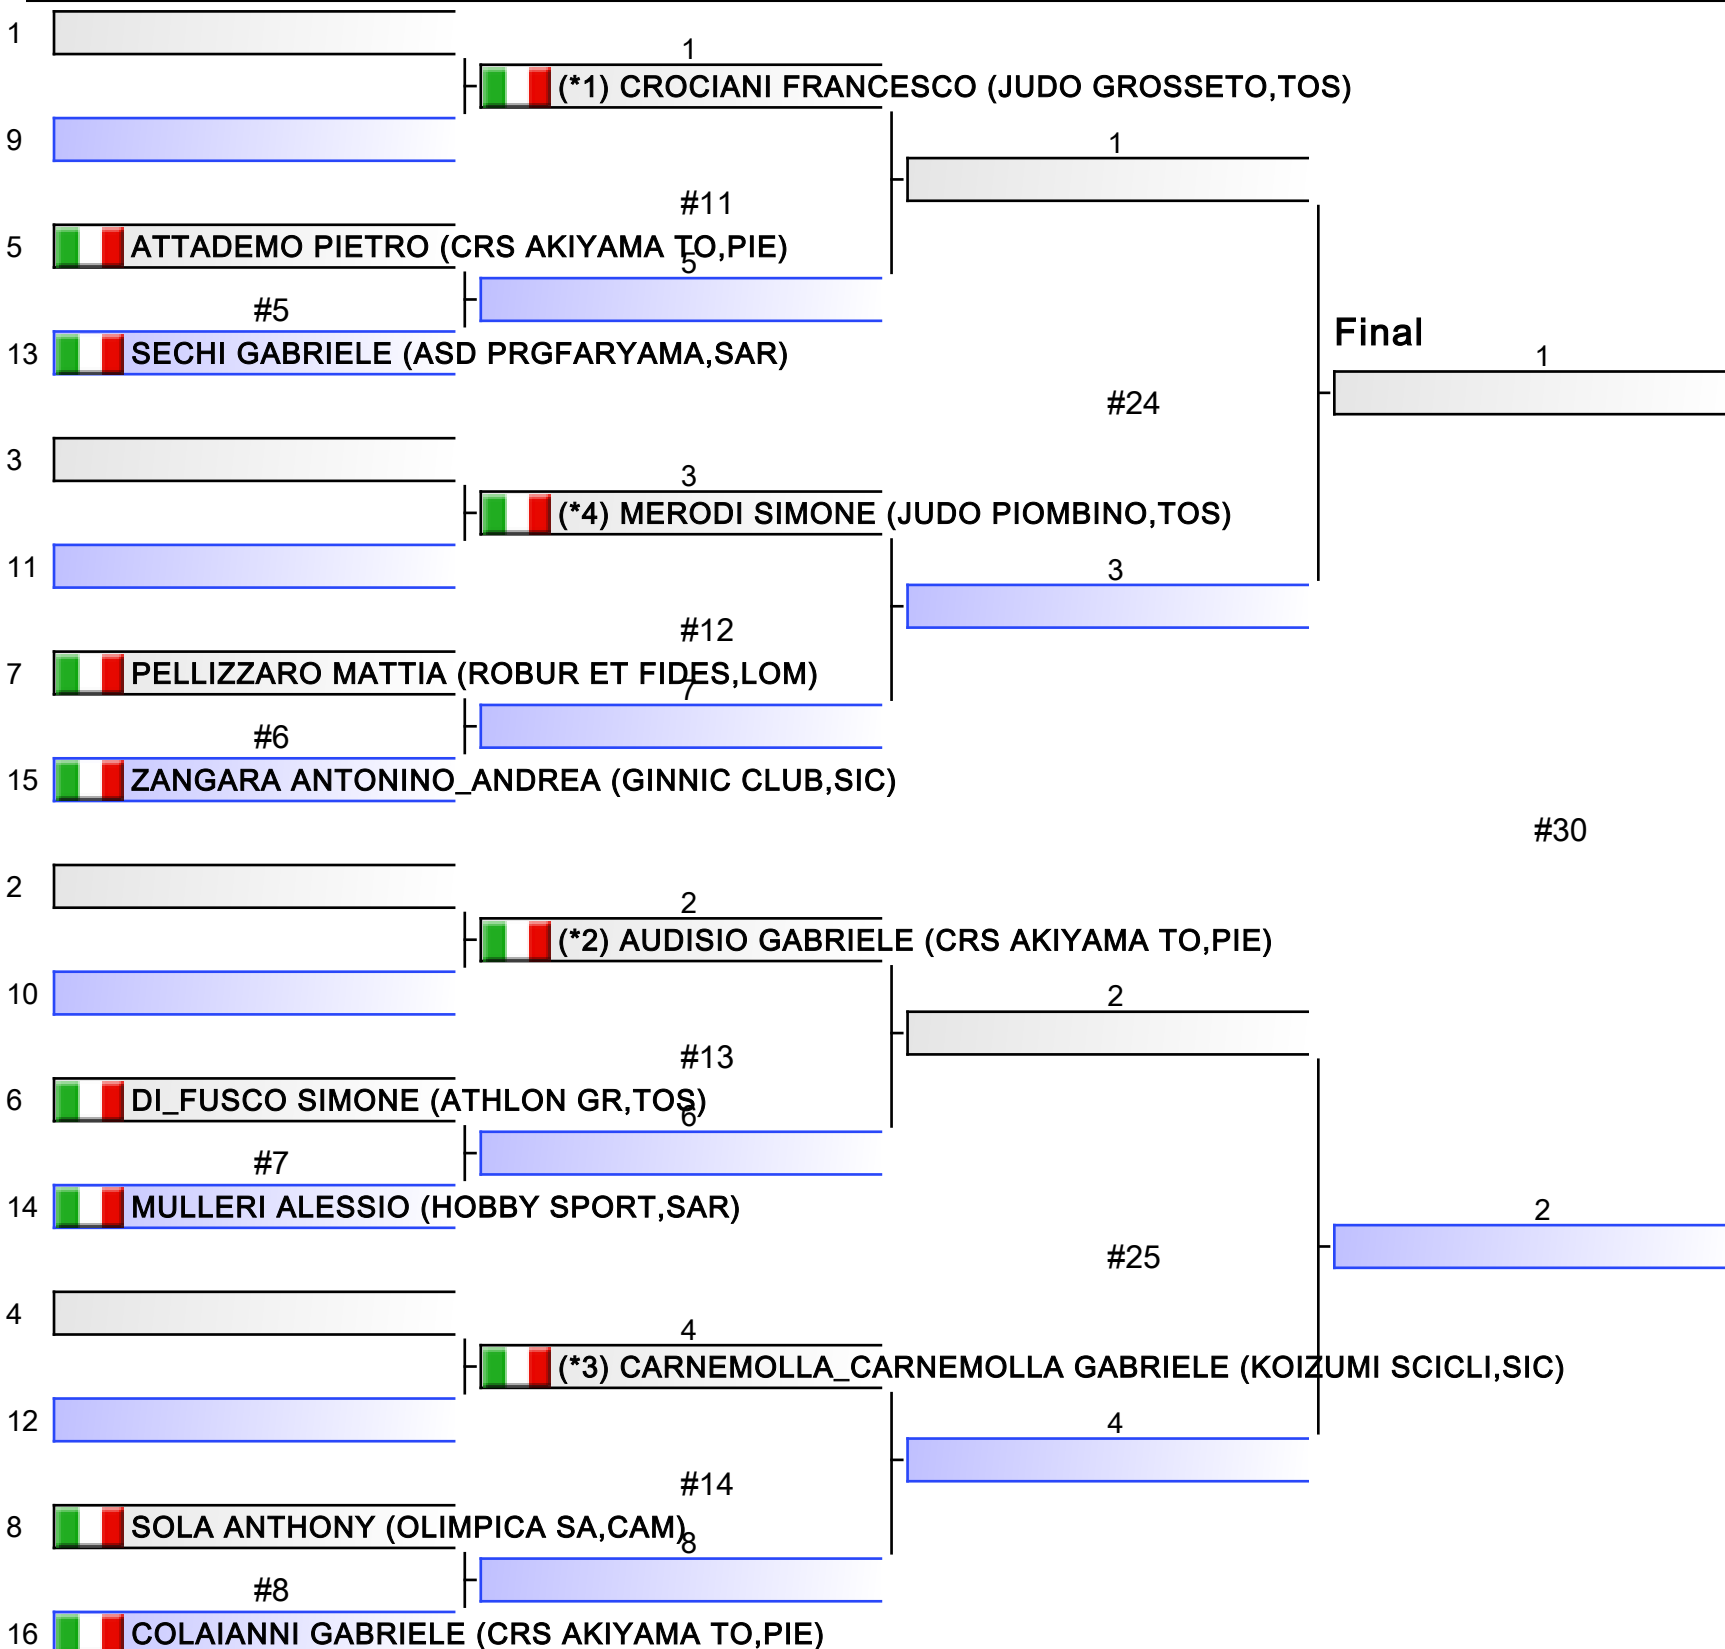 1
1
(*1) CROCIANI FRANCESCO (JUDO GROSSETO,TOS)
9
1
#11
5 ATTADEMO PIETRO (CRS AKIYAMA TO,PIE)
5
#5
13 SECHI GABRIELE (ASD PRGFARYAMA,SAR)
Final
1
#24
3
3
(*4) MERODI SIMONE (JUDO PIOMBINO,TOS)
11
3
#12
7 PELLIZZARO MATTIA (ROBUR ET FIDES,LOM)
7
#6
15 ZANGARA ANTONINO_ANDREA (GINNIC CLUB,SIC)
#30
2
2
(*2) AUDISIO GABRIELE (CRS AKIYAMA TO,PIE)
10
2
#13
6 DI_FUSCO SIMONE (ATHLON GR,TOS)
6
#7
14 MULLERI ALESSIO (HOBBY SPORT,SAR)
2
#25
4
4
(*3) CARNEMOLLA_CARNEMOLLA GABRIELE (KOIZUMI SCICLI,SIC)
12
4
#14
8 SOLA ANTHONY (OLIMPICA SA,CAM)
8
#8
16 COLAIANNI GABRIELE (CRS AKIYAMA TO,PIE)